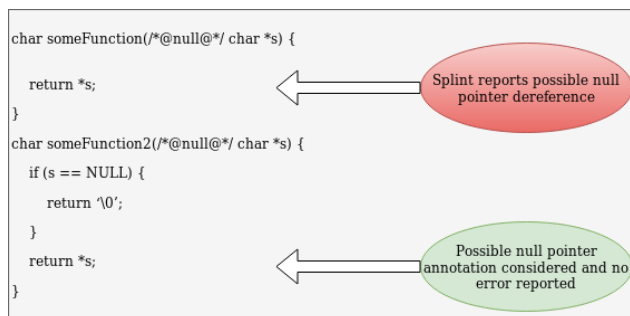 char someFunction(/*@null@*/ char *s) {
return *s;
}
Splint reports possible null
pointer dereference
char someFunction2(/*@null@*/ char *s) {
if (s == NULL) {
return ‘\0’;
}
return *s;
}
Possible null pointer
annotation considered and no
error reported